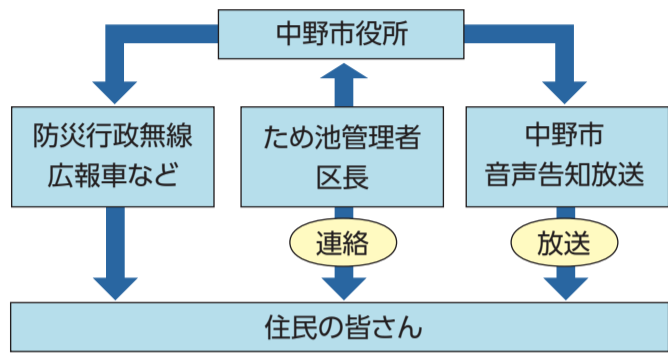 中野市役所
防災行政無線
広報車など
ため池管理者
区長
中野市
音声告知放送
連絡
放送
住民の皆さん